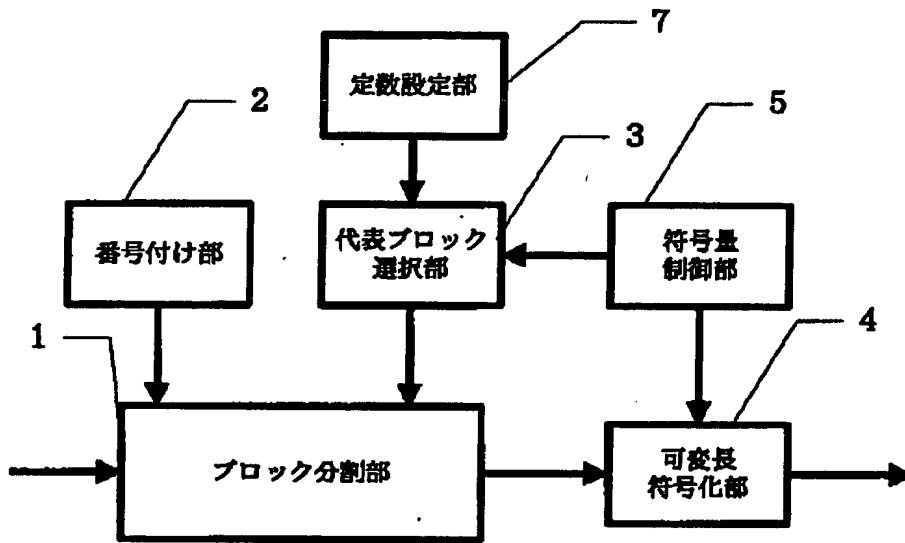 7
定数設定部
2
5
3
番号付け部
代表ブロック
選択部
符号量
制御部
1
4
ブロック分割部
可変長
符号化部